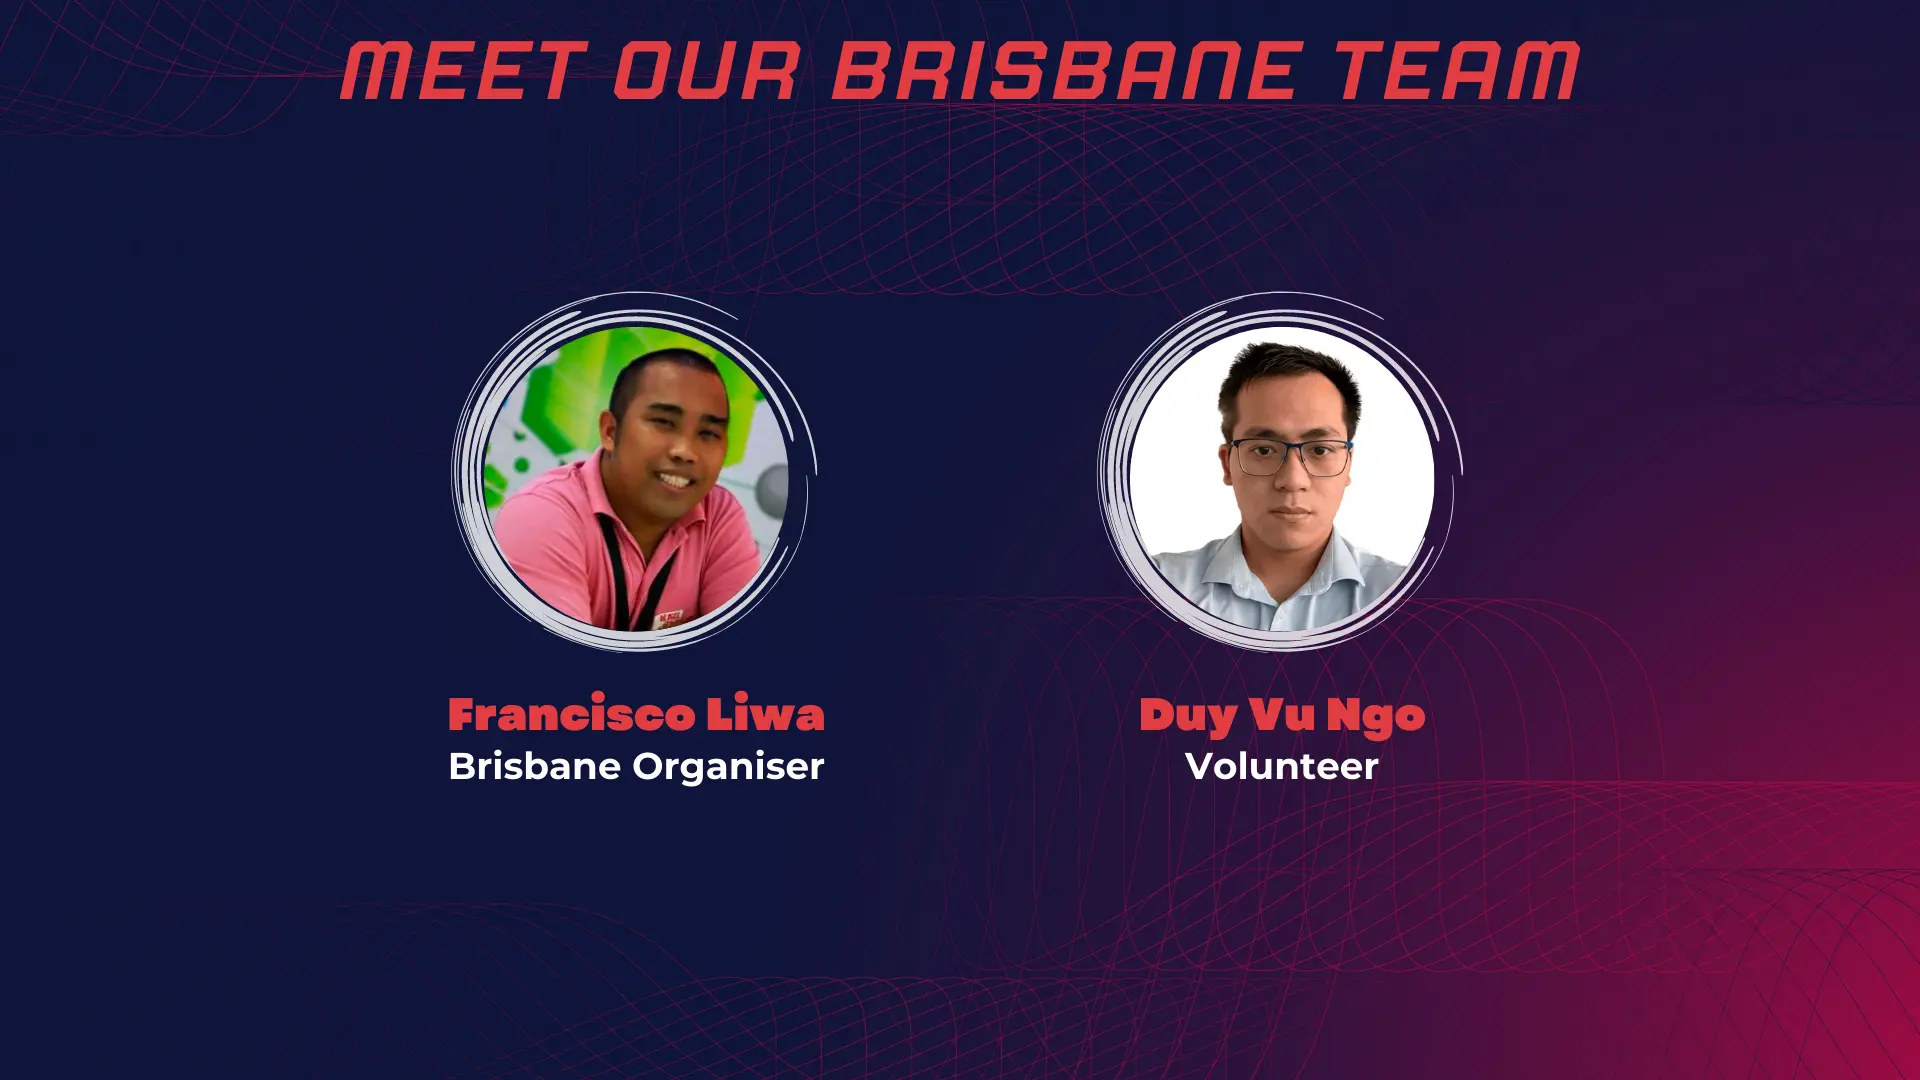 MEET OUR BRISBANE TEAM
Francisco Liwa
Brisbane Organiser
Duy Vu Ngo
Volunteer